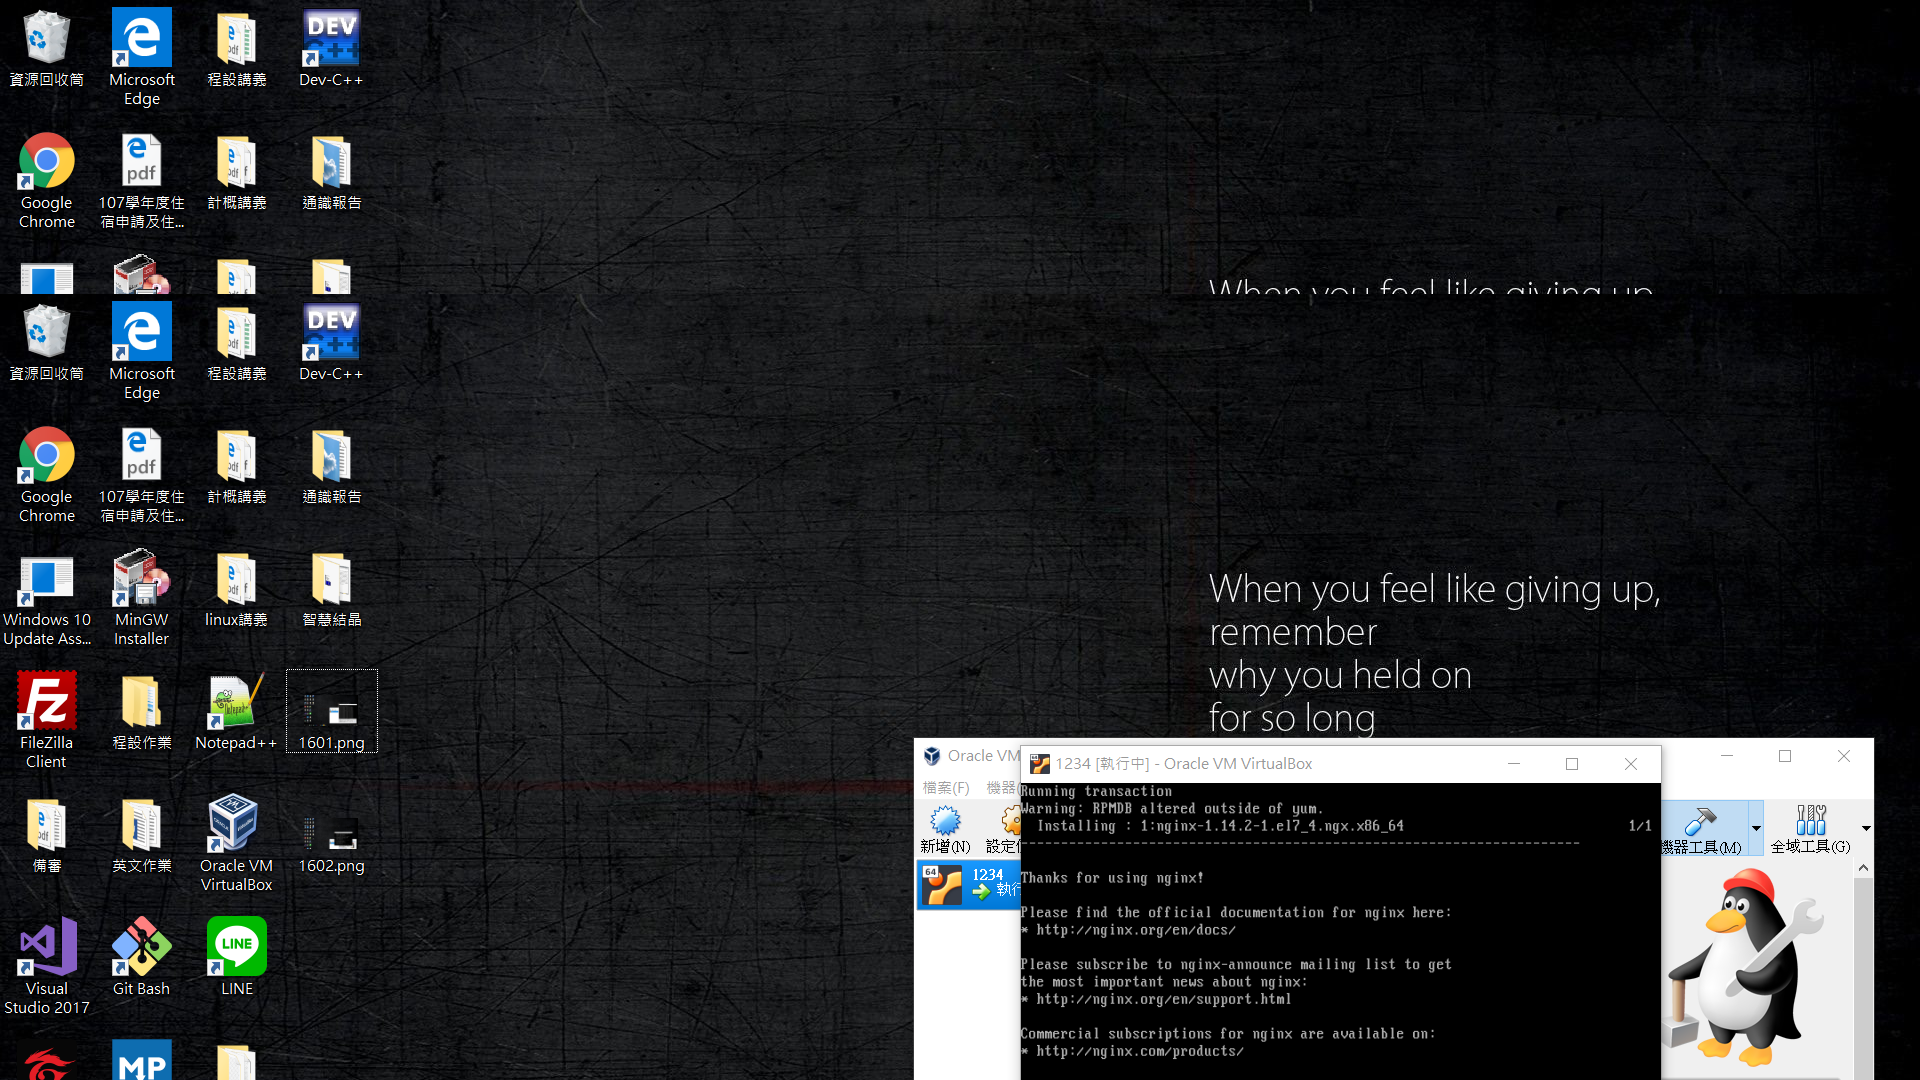 資源回收筒
Microsoft
Edge
程設講義
DEV
Dev-C++
Google
Chrome
pdf
107學年度住
宿申請及住...
計概講義
通識報告
When you feel like giving up
資源回收筒
Microsoft
Edge
程設講義
DEV
Dev-C++
Google
Chrome
pdf
107學年度住
宿申請及住...
計概講義
通識報告
Windows 10
Update Ass...
MinGW
Installer
linux講義
智慧結晶
When you feel like giving up,
remember
why you held on
for so long
Fz
FileZilla
Client
程設作業
Notepad++
1601.png
備審
英文作業
Oracle VM
VirtualBox
1602.png
Visual
Studio 2017
Git Bash
LINE
LINE
MP
Oracle VM
檔案(F)
機器(
新增(N)
設定(
64
1234
執行
1234 [執行中] - Oracle VM VirtualBox
Running transaction
Warning: RPMDB altered outside of yum.
Installing : 1:nginx-1.14.2-1.el7_4.ngx.x86_64 1/1
----------------------------------------------------------------------
Thanks for using nginx!
Please find the official documentation for nginx here:
* http://nginx.org/en/docs/
Please subscribe to nginx-announce mailing list to get
the most important news about nginx:
* http://nginx.org/en/support.html
Commercial subscriptions for nginx are available on:
* http://nginx.com/products/
機器工具(M)
全域工具(G)